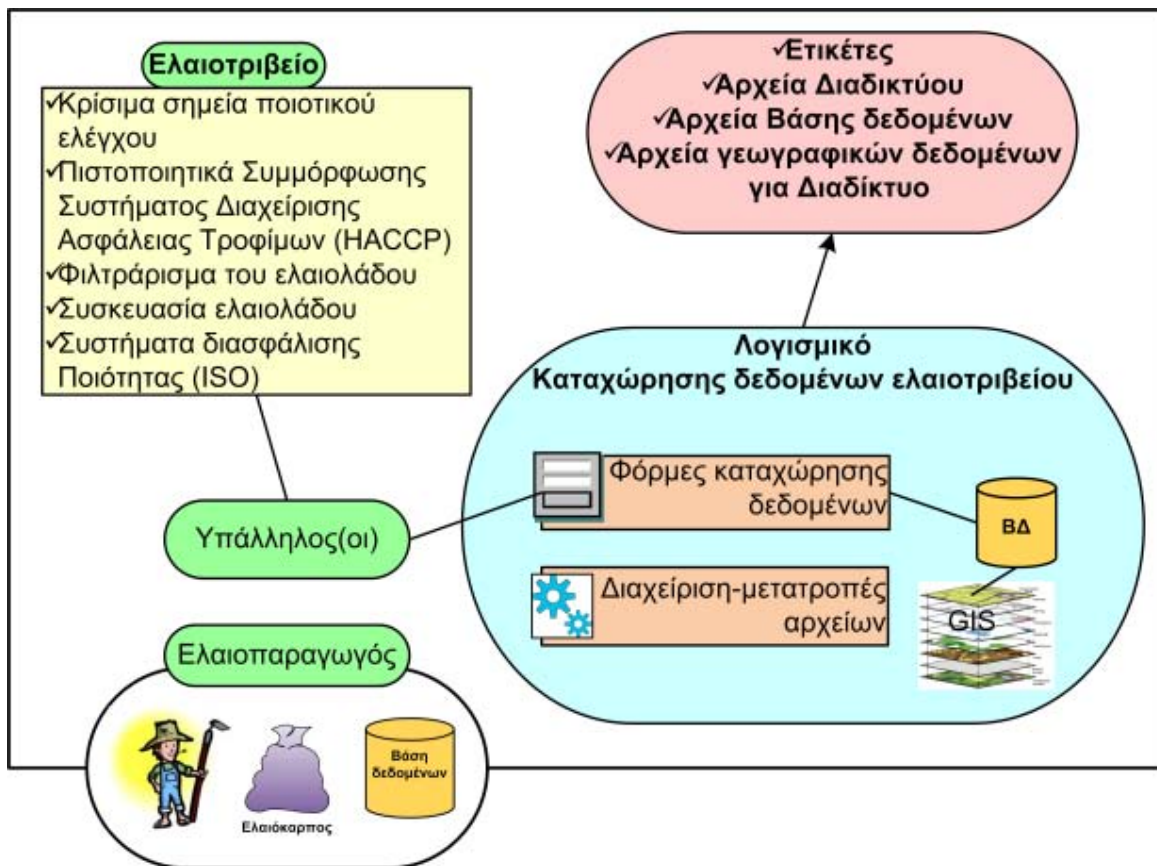 Ελαιοτριβείο
✓Κρίσιμα σημεία ποιοτικού
ελέγχου
✓Πιστοποιητικά Συμμόρφωσης
Συστήματος Διαχείρισης
Ασφάλειας Τροφίμων (HACCP)
✓Φιλτράρισμα του ελαιολάδου
✓Συσκευασία ελαιολάδου
✓Συστήματα διασφάλισης
Ποιότητας (ISO)
✓Ετικέτες
✓Αρχεία Διαδικτύου
✓Αρχεία Βάσης δεδομένων
✓Αρχεία γεωγραφικών δεδομένων
για Διαδίκτυο
Λογισμικό
Καταχώρησης δεδομένων ελαιοτριβείου
Φόρμες καταχώρησης
δεδομένων
ΒΔ
Υπάλληλος(οι)
Διαχείριση-μετατροπές
αρχείων
GIS
Ελαιοπαραγωγός
Ελαιόκαρπος
Βάση
δεδομένων